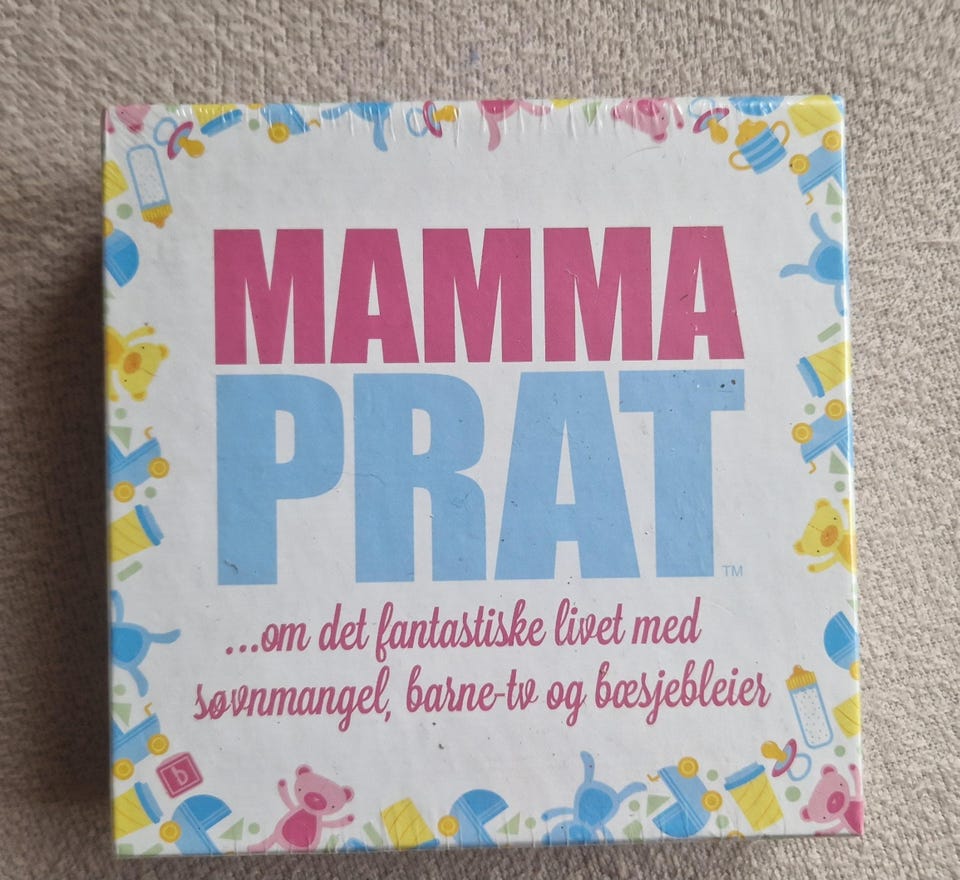 MAMMA
PRAT™
...om det fantastiske livet med
søvnmangel, barne-tv og bæsjebleier
b